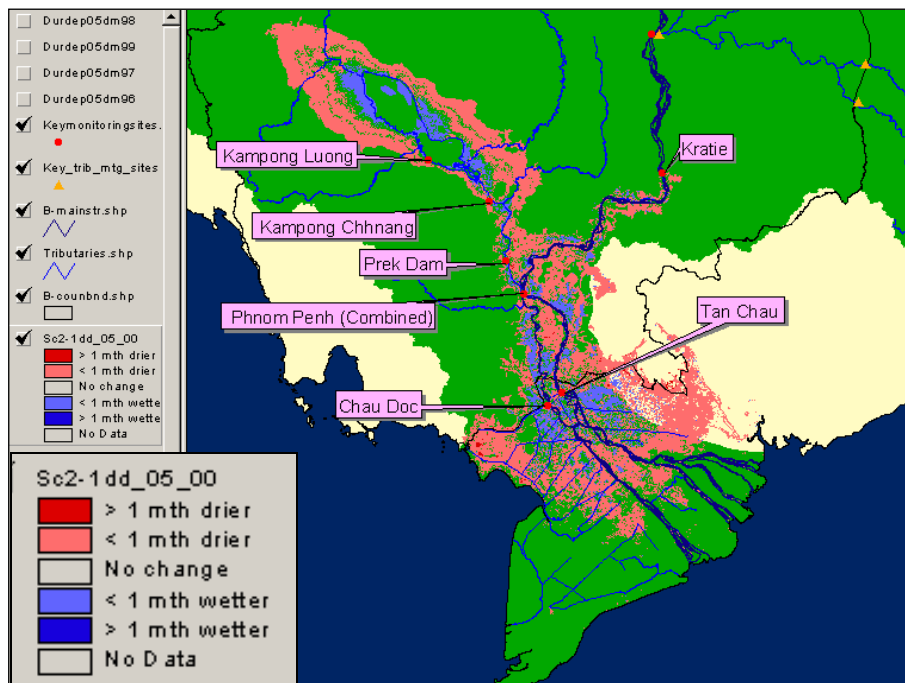 Durdep05dm98
Durdep05dm99
Durdep05dm97
Durdep05dm96
Keymonitoringsites.
Key_trib_mtg_sites
B-mainstr.shp
Tributaries.shp
B-counbnd.shp
Sc2-1dd_05_00
> 1 mth drier
< 1 mth drier
No change
< 1 mth wette
> 1 mth wette
No Data
Sc2-1dd_05_00
> 1 mth drier
< 1 mth drier
No change
< 1 mth wetter
> 1 mth wetter
No Data
Kampong Luong
Kratie
Kampong Chhnang
Prek Dam
Phnom Penh (Combined)
Tan Chau
Chau Doc